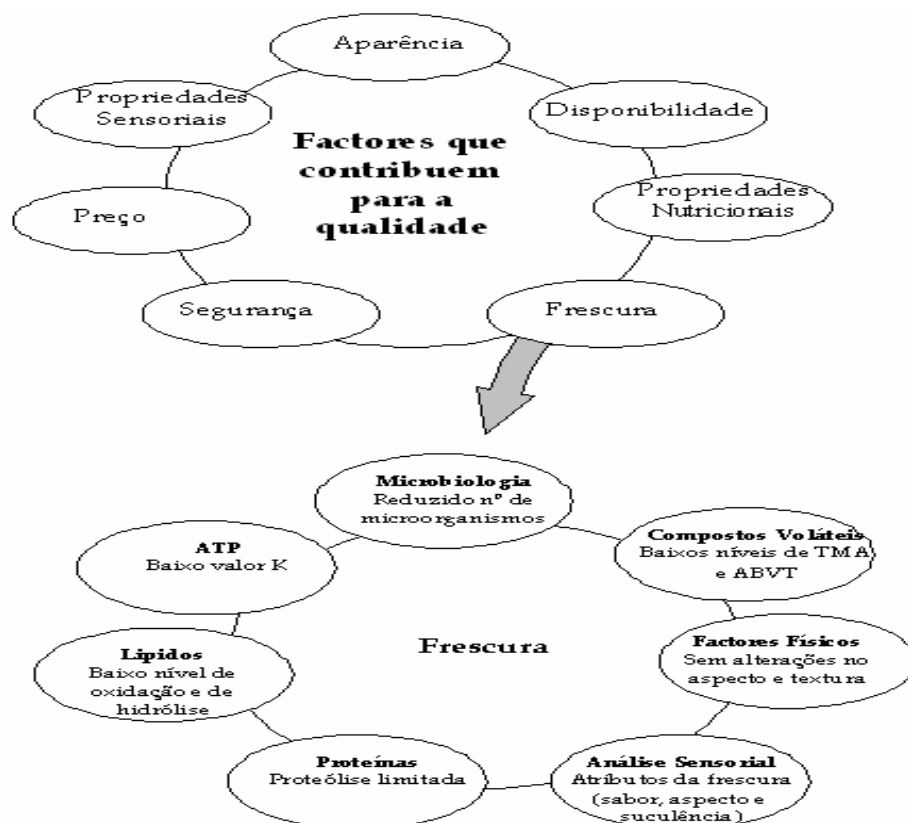 Aparência
Propriedades
Sensoriais
Disponibilidade
Factores que
contribuem
para a
qualidade
Propriedades
Nutricionais
Preço
Segurança
Frescura
Microbiologia
Reduzido nº de
microorganismos
ATP
Baixo valor K
Compostos Voláteis
Baixos níveis de TMA
e ABVT
Lípidos
Baixo nível de
oxidação e de
hidrólise
Frescura
Factores Físicos
Sem alterações no
aspecto e textura
Proteínas
Proteólise limitada
Análise Sensorial
Atributos da frescura
(sabor, aspecto e
suculência)